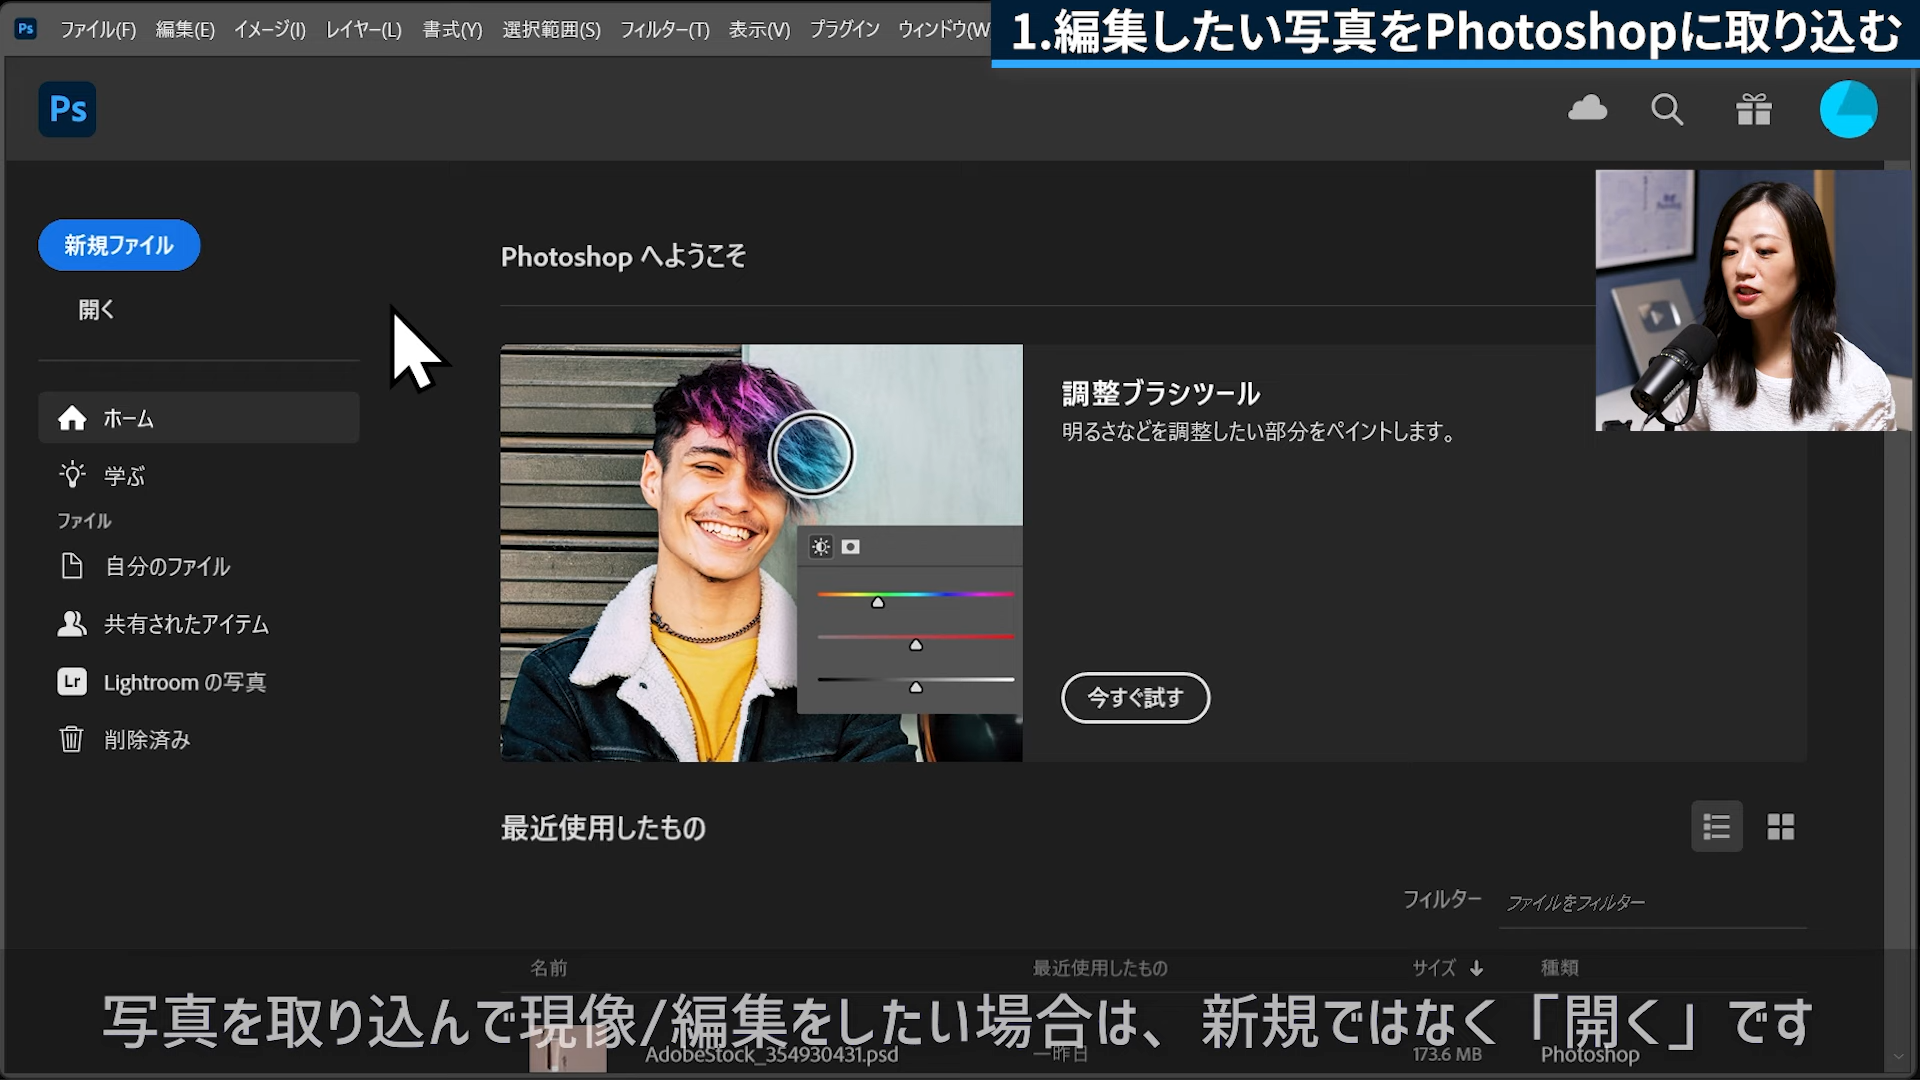 Ps ファイル(F) 編集(E) イメージ(I) レイヤー(L) 書式(Y) 選択範囲(S) フィルター(T) 表示(V) プラグイン ウィンドウ(W
1.編集したい写真をPhotoshopに取り込む
Ps
新規ファイル
開く
ホーム
学ぶ
ファイル
自分のファイル
共有されたアイテム
Lr Lightroom の写真
削除済み
Photoshop へようこそ
調整ブラシツール
明るさなどを調整したい部分をペイントします。
今すぐ試す
最近使用したもの
フィルター ファイルをフィルター
名前 最近使用したもの サイズ 種類
写真を取り込んで現像/編集をしたい場合は、新規ではなく「開く」です
AdobeStock_354930431.psd 一昨日 173.6 MB Photoshop